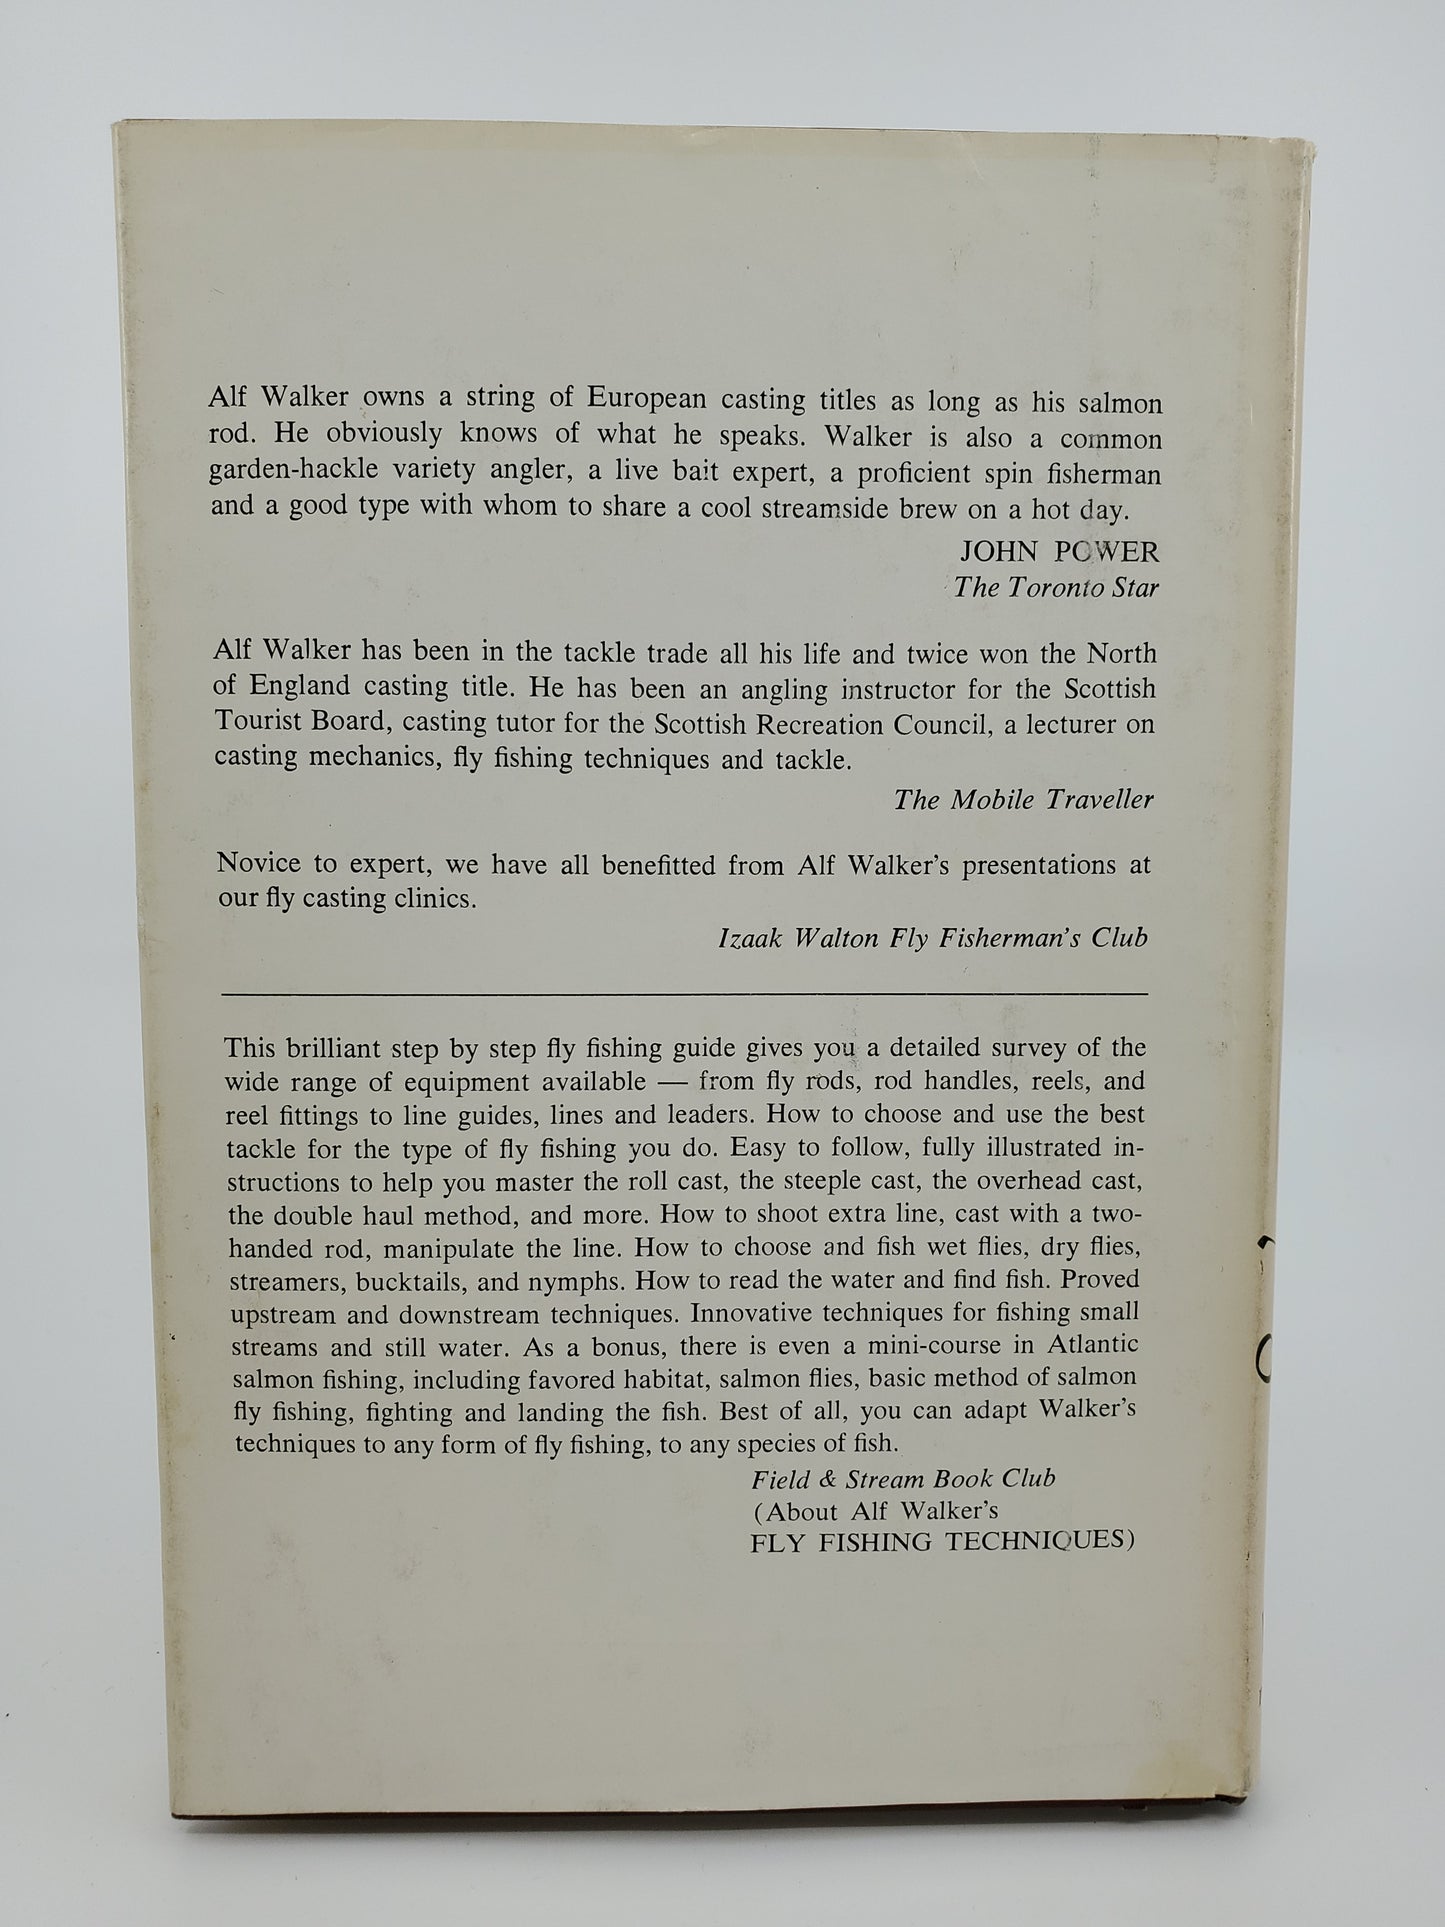 Alf Walker owns a string of European casting titles as long as his salmon
rod. He obviously knows of what he speaks. Walker is also a common
garden-hackle variety angler, a live bait expert, a proficient spin fisherman
and a good type with whom to share a cool streamside brew on a hot day.
JOHN POWER
The Toronto Star
Alf Walker has been in the tackle trade all his life and twice won the North
of England casting title. He has been an angling instructor for the Scottish
Tourist Board, casting tutor for the Scottish Recreation Council, a lecturer on
casting mechanics, fly fishing techniques and tackle.
The Mobile Traveller
Novice to expert, we have all benefitted from Alf Walker's presentations at
our fly casting clinics.
Izaak Walton Fly Fisherman's Club
This brilliant step by step fly fishing guide gives you a detailed survey of the
wide range of equipment available — from fly rods, rod handles, reels, and
reel fittings to line guides, lines and leaders. How to choose and use the best
tackle for the type of fly fishing you do. Easy to follow, fully illustrated in-
structions to help you master the roll cast, the steeple cast, the overhead cast,
the double haul method, and more. How to shoot extra line, cast with a two-
handed rod, manipulate the line. How to choose and fish wet flies, dry flies,
streamers, bucktails, and nymphs. How to read the water and find fish. Proved
upstream and downstream techniques. Innovative techniques for fishing small
streams and still water. As a bonus, there is even a mini-course in Atlantic
salmon fishing, including favored habitat, salmon flies, basic method of salmon
fly fishing, fighting and landing the fish. Best of all, you can adapt Walker's
techniques to any form of fly fishing, to any species of fish.
Field & Stream Book Club
(About Alf Walker's
FLY FISHING TECHNIQUES)